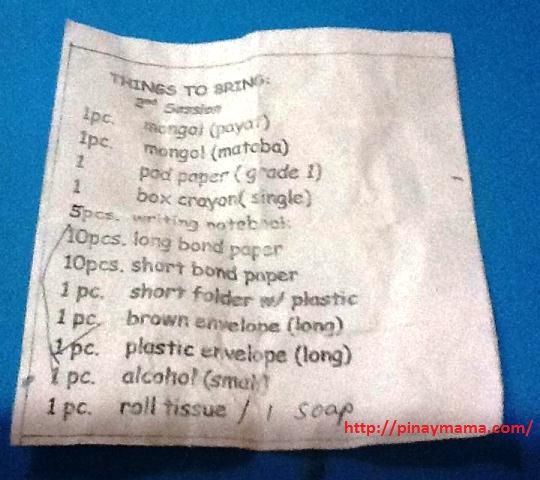 THINGS TO BRING:
2nd Session
1pc. mongol (payat)
1pc. mongol (mataba)
1 pad paper ( grade 1)
1 box crayon( single)
5pcs. writing notebook
10pcs. long bond paper
10pcs. short bond paper
1 pc. short folder w/ plastic
1 pc. brown envelope (long)
1 pc. plastic envelope (long)
1 pc. alcohol (small)
1 pc. roll tissue / 1 soap
http://pinaymama.com/